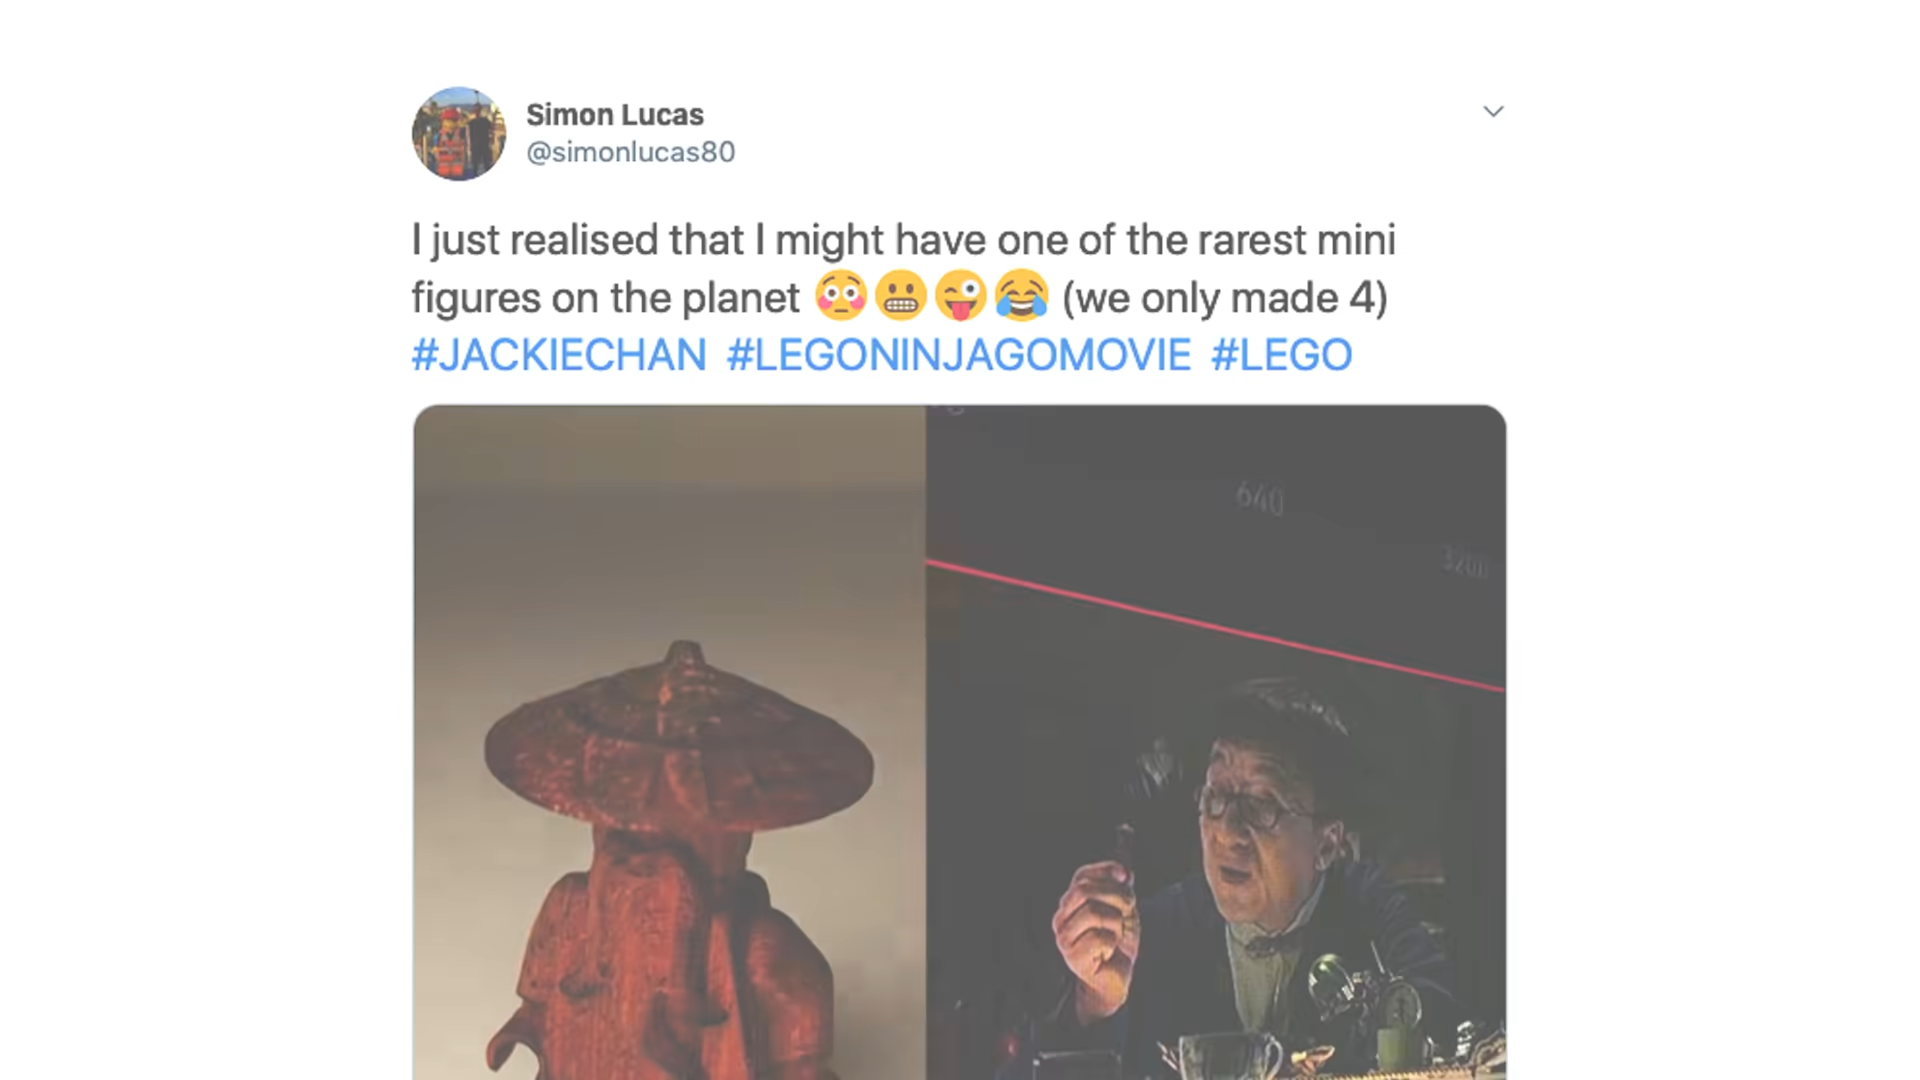 Simon Lucas
@simonlucas80
I just realised that I might have one of the rarest mini
figures on the planet 😳😬😜😂 (we only made 4)
#JACKIECHAN #LEGONINJAGOMOVIE #LEGO
640
3200